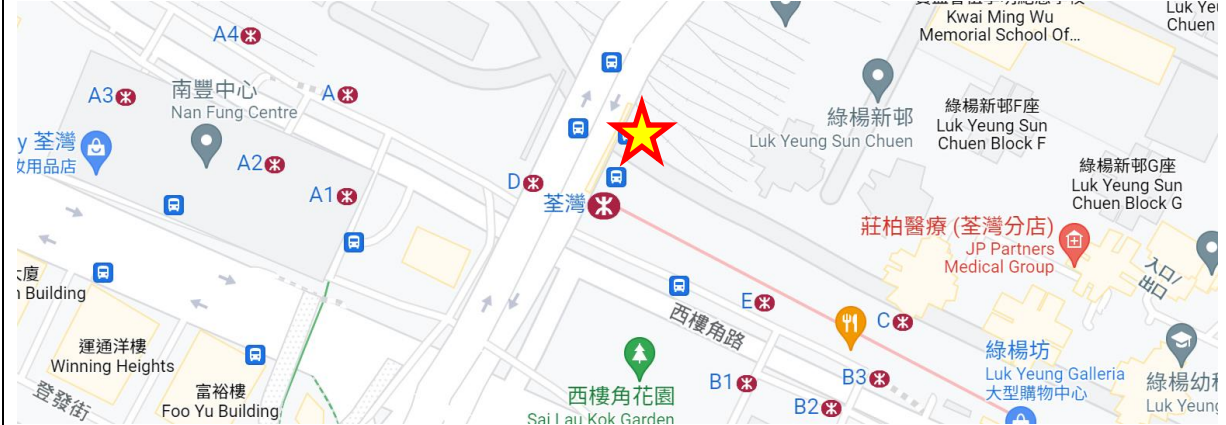 Kwai Ming Wu
Memorial School Of...
Luk Ye
Chuen
A4
A3
南豐中心
Nan Fung Centre
A
y 荃灣
妝用品店
A2
A1
D
荃灣
綠楊新邨
Luk Yeung Sun Chuen
綠楊新邨F座
Luk Yeung Sun
Chuen Block F
綠楊新邨G座
Luk Yeung Sun
Chuen Block G
莊柏醫療 (荃灣分店)
JP Partners
Medical Group
入口/
出口
大廈
n Building
運通洋樓
Winning Heights
登發街
富裕樓
Foo Yu Building
西樓角路
E
C
西樓角花園
Sai Lau Kok Garden
B1
B2
B3
綠楊坊
Luk Yeung Galleria
大型購物中心
綠楊幼
Luk Yeung